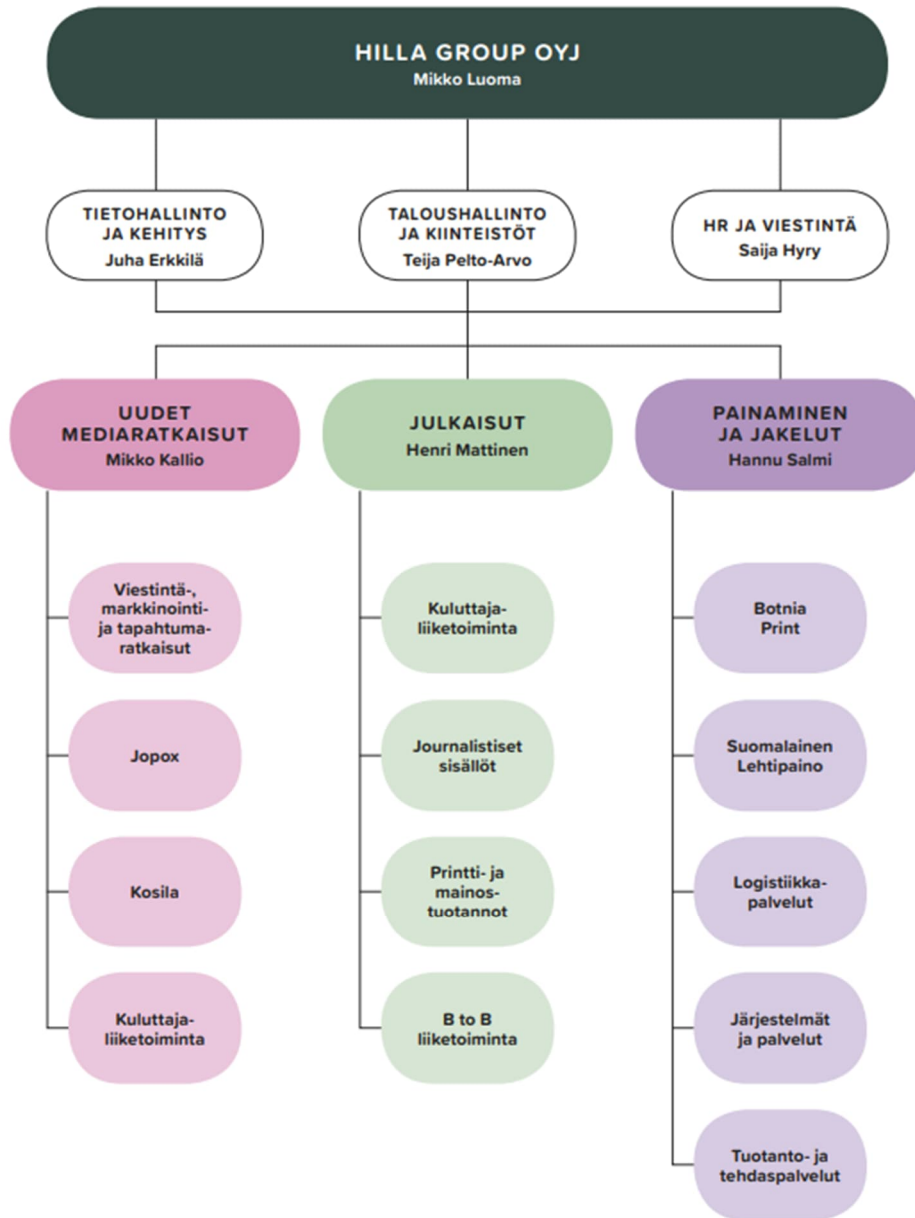 HILLA GROUP OYJ
Mikko Luoma
TIETOHALLINTO
JA KEHITYS
Juha Erkkilä
TALOUSHALLINTO
JA KIINTEISTÖT
Teija Pelto-Arvo
HR JA VIESTINTÄ
Saija Hyry
UUDET
MEDIARATKAISUT
Mikko Kallio
JULKAISUT
Henri Mattinen
PAINAMINEN
JA JAKELUT
Hannu Salmi
Viestintä-,
markkinointi-
ja tapahtuma-
ratkaisut
Jopox
Kosila
Kuluttaja-
liiketoiminta
Kuluttaja-
liiketoiminta
Journalistiset
sisällöt
Printti- ja
mainos-
tuotannot
B to B
liiketoiminta
Botnia
Print
Suomalainen
Lehtipaino
Logistiikka-
palvelut
Järjestelmät
ja palvelut
Tuotanto- ja
tehdaspalvelut